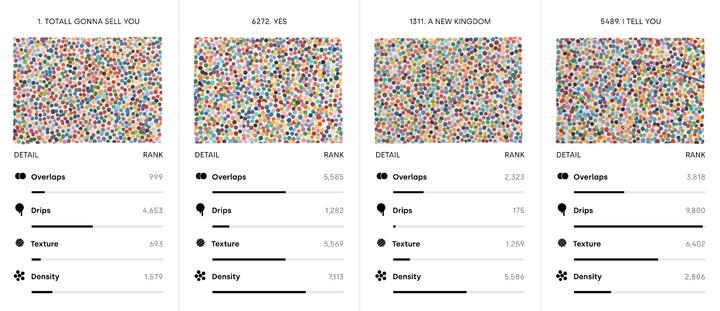 1. TOTALL GONNA SELL YOU
DETAIL RANK
Overlaps 999
Drips 4,653
Texture 693
Density 1,579
6272. YES
DETAIL RANK
Overlaps 5,585
Drips 1,282
Texture 5,569
Density 7,113
1311. A NEW KINGDOM
DETAIL RANK
Overlaps 2,323
Drips 175
Texture 1,259
Density 5,586
5489. I TELL YOU
DETAIL RANK
Overlaps 3,818
Drips 9,800
Texture 6,402
Density 2,806